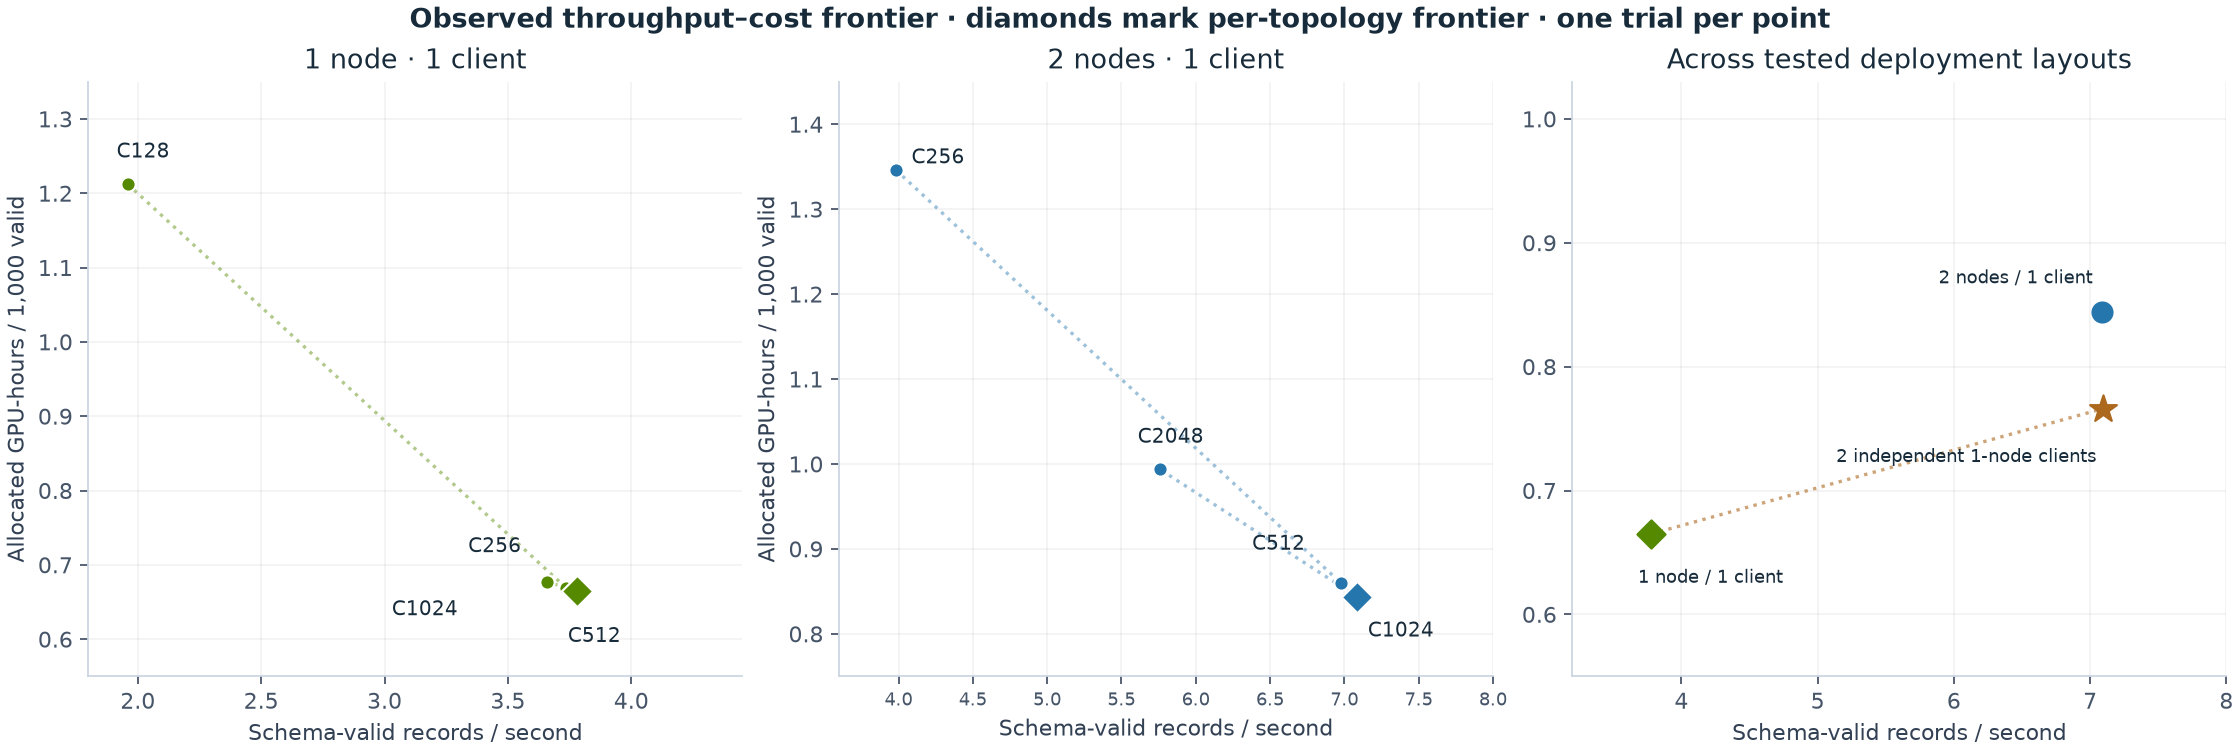 Observed throughput–cost frontier · diamonds mark per-topology frontier · one trial per point
1 node · 1 client
Allocated GPU-hours / 1,000 valid
1.3
1.2
1.1
1.0
0.9
0.8
0.7
0.6
C128
C256
C1024
C512
2.0
2.5
3.0
3.5
4.0
Schema-valid records / second
2 nodes · 1 client
Allocated GPU-hours / 1,000 valid
1.4
1.3
1.2
1.1
1.0
0.9
0.8
C256
C2048
C512
C1024
4.0
4.5
5.0
5.5
6.0
6.5
7.0
7.5
8.0
Schema-valid records / second
Across tested deployment layouts
1.0
0.9
0.8
0.7
0.6
2 nodes / 1 client
2 independent 1-node clients
1 node / 1 client
4
5
6
7
8
Schema-valid records / second